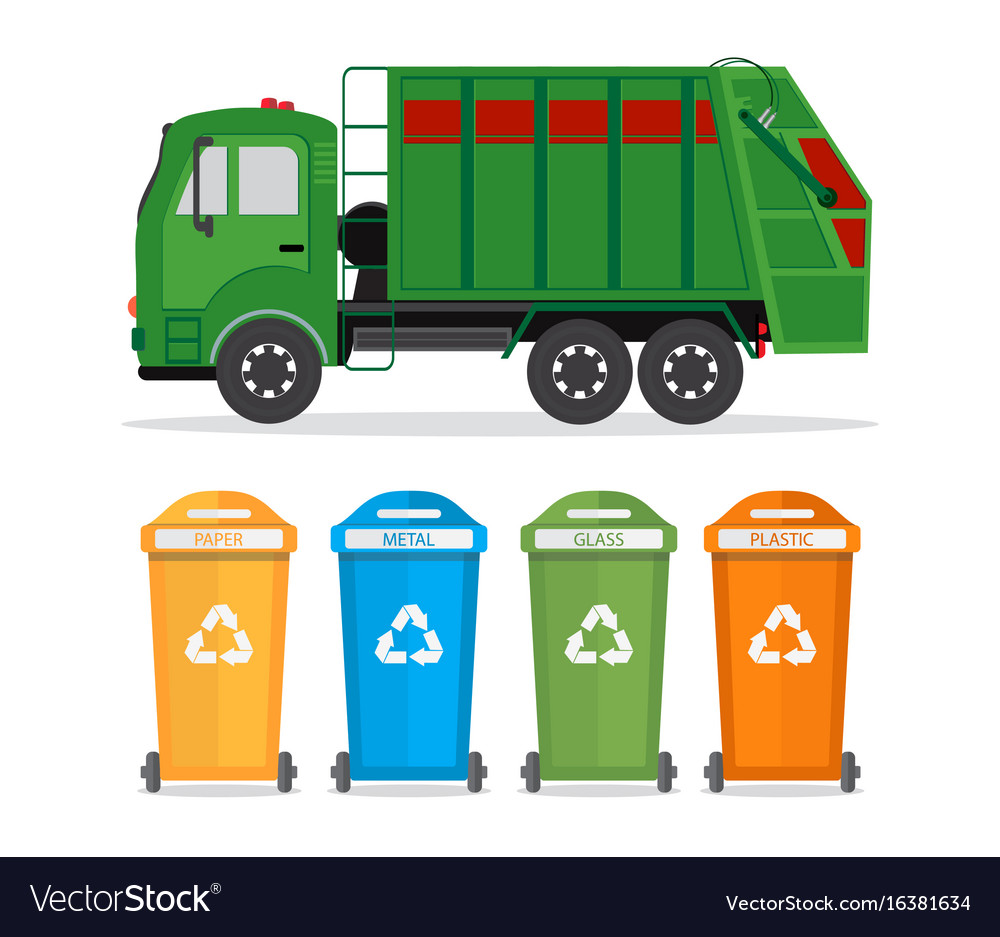 PAPER
METAL
GLASS
PLASTIC
VectorStock®
VectorStock.com/16381634